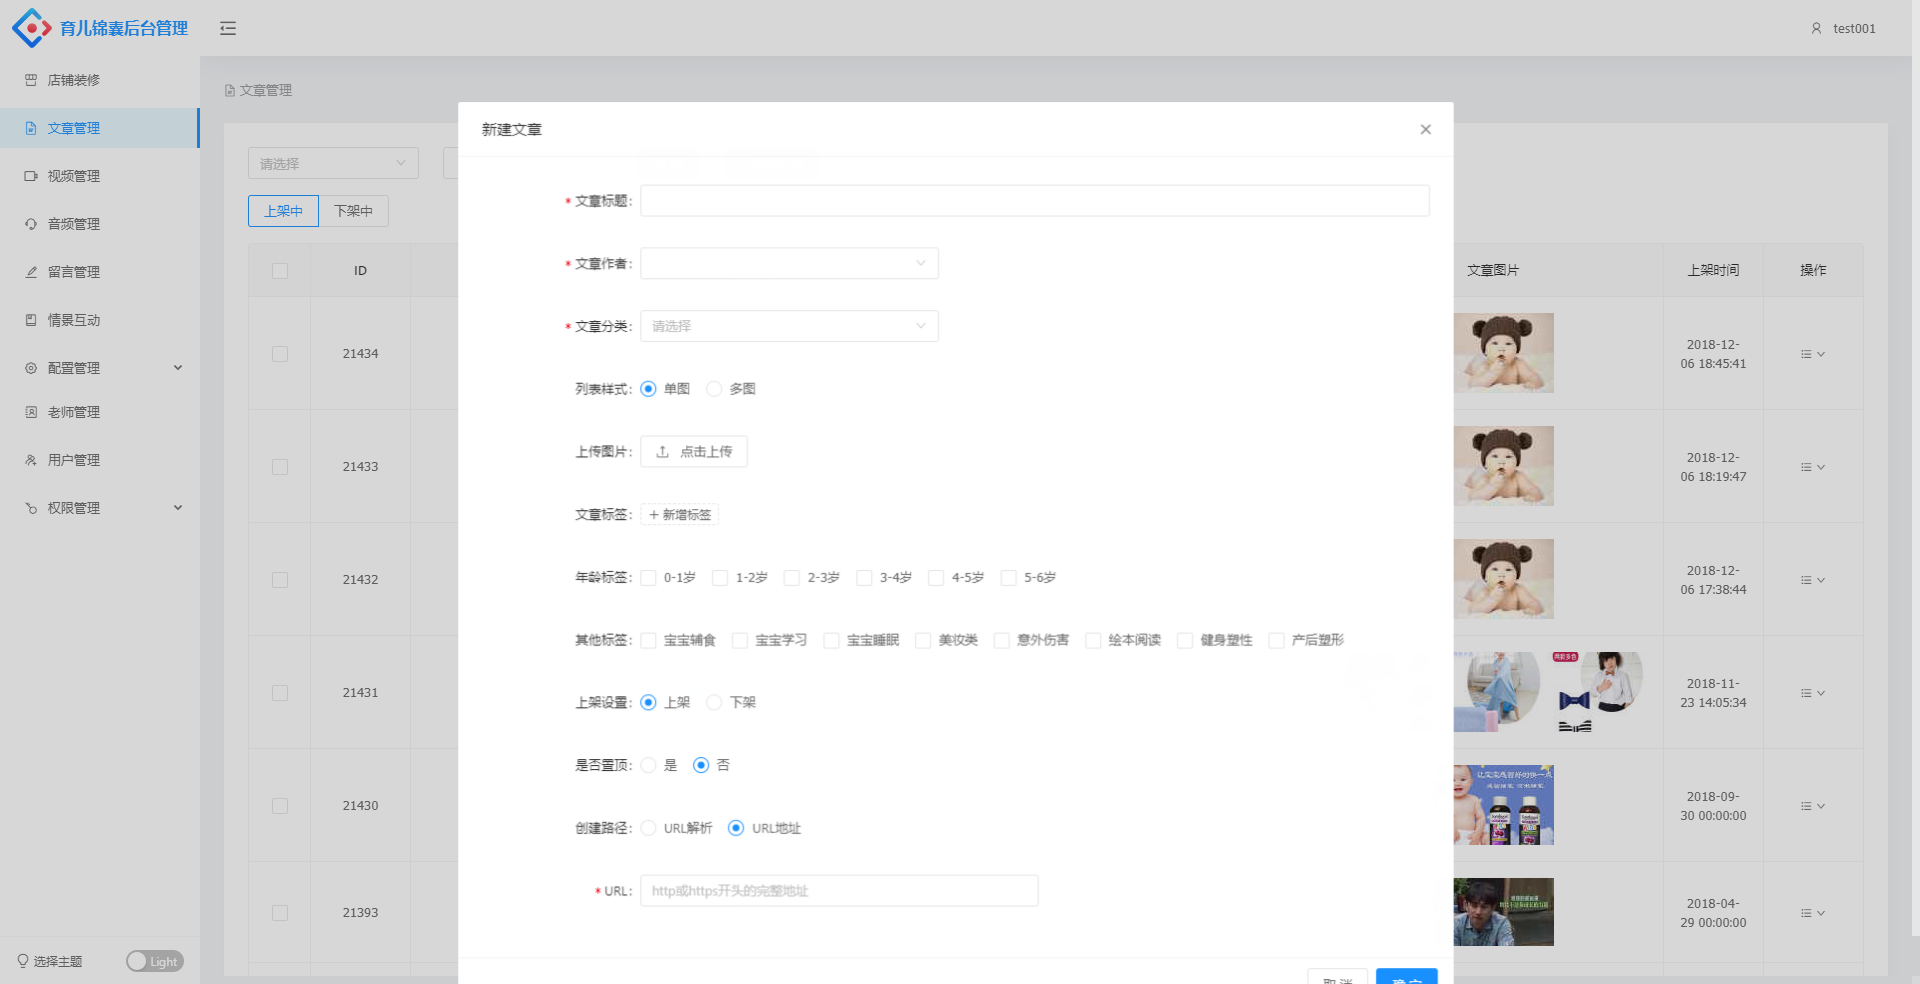 育儿锦囊后台管理
test001
店铺装修
文章管理
视频管理
音频管理
留言管理
情景互动
配置管理
老师管理
用户管理
权限管理
选择主题
Light
文章管理
请选择
上架中
下架中
ID
文章图片
上架时间
操作
21434
2018-12-
06 18:45:41
21433
2018-12-
06 18:19:47
21432
2018-12-
06 17:38:44
21431
2018-11-
23 14:05:34
21430
2018-09-
30 00:00:00
21393
2018-04-
29 00:00:00
新建文章
* 文章标题:
* 文章作者:
* 文章分类: 请选择
列表样式: 单图 多图
上传图片: 点击上传
文章标签: + 新增标签
年龄标签: 0-1岁 1-2岁 2-3岁 3-4岁 4-5岁 5-6岁
其他标签: 宝宝辅食 宝宝学习 宝宝睡眠 美妆类 意外伤害 绘本阅读 健身塑性 产后塑形
上架设置: 上架 下架
是否置顶: 是 否
创建路径: URL解析 URL地址
* URL: http或https开头的完整地址
取 消
确 定